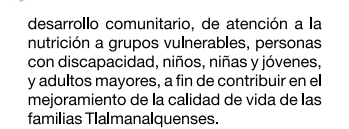 desarrollo comunitario, de atención a la
nutrición a grupos vulnerables, personas
con discapacidad, niños, niñas y jóvenes,
y adultos mayores, a fin de contribuir en el
mejoramiento de la calidad de vida de las
familias Tlalmanalquenses.